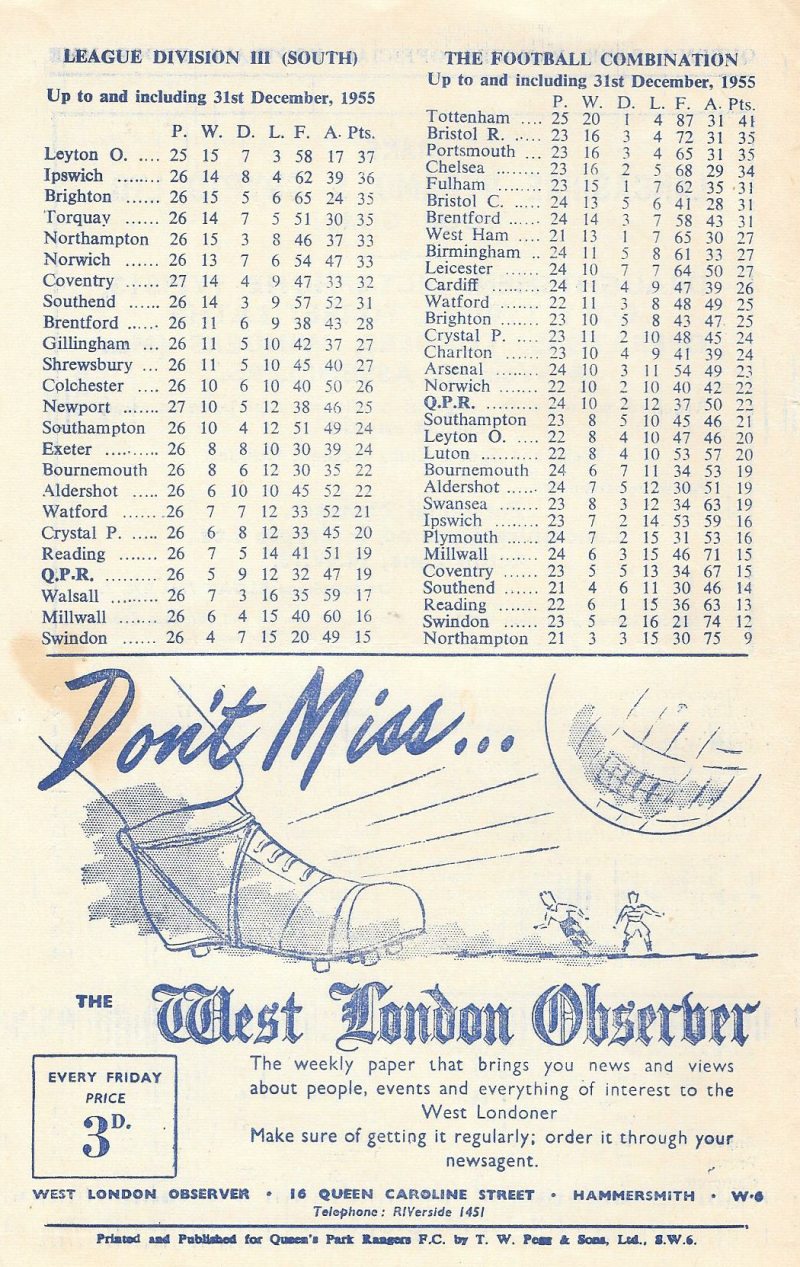 LEAGUE DIVISION III (SOUTH)
Up to and including 31st December, 1955
P. W. D. L. F. A. Pts.
Leyton O. .... 25 15 7 3 58 17 37
Ipswich ....... 26 14 8 4 62 39 36
Brighton ...... 26 15 5 6 65 24 35
Torquay ...... 26 14 7 5 51 30 35
Northampton 26 15 3 8 46 37 33
Norwich ...... 26 13 7 6 54 47 33
Coventry ...... 27 14 4 9 47 33 32
Southend ..... 26 14 3 9 57 52 31
Brentford ..... 26 11 6 9 38 43 28
Gillingham ... 26 11 5 10 42 37 27
Shrewsbury ... 26 11 5 10 45 40 27
Colchester .... 26 10 6 10 40 50 26
Newport ....... 27 10 5 12 38 46 25
Southampton 26 10 4 12 51 49 24
Exeter ......... 26 8 8 10 30 39 24
Bournemouth 26 8 6 12 30 35 22
Aldershot ..... 26 6 10 10 45 52 22
Watford ....... 26 7 7 12 33 52 21
Crystal P. ..... 26 6 8 12 33 45 20
Reading ....... 26 7 5 14 41 51 19
Q.P.R. ......... 26 5 9 12 32 47 19
Walsall ......... 26 7 3 16 35 59 17
Millwall ...... 26 6 4 15 40 60 16
Swindon ...... 26 4 7 15 20 49 15
THE FOOTBALL COMBINATION
Up to and including 31st December, 1955
P. W. D. L. F. A. Pts.
Tottenham .... 25 20 1 4 87 31 41
Bristol R. ..... 23 16 3 4 72 31 35
Portsmouth ... 23 16 3 4 65 31 35
Chelsea ........ 23 16 2 5 68 29 34
Fulham ........ 23 15 1 7 62 35 31
Bristol C. ..... 24 13 5 6 41 28 31
Brentford ...... 24 14 3 7 58 43 31
West Ham .... 21 13 1 7 65 30 27
Birmingham .. 24 11 5 8 61 33 27
Leicester ...... 24 10 7 7 64 50 27
Cardiff ......... 24 11 4 9 47 39 26
Watford ....... 22 11 3 8 48 49 25
Brighton ...... 23 10 5 8 43 47 25
Crystal P. .... 23 11 2 10 48 45 24
Charlton ...... 23 10 4 9 41 39 24
Arsenal ........ 24 10 3 11 54 49 23
Norwich ...... 22 10 2 10 40 42 22
Q.P.R. ......... 24 10 2 12 37 50 22
Southampton 23 8 5 10 45 46 21
Leyton O. .... 22 8 4 10 47 46 20
Luton .......... 22 8 4 10 53 57 20
Bournemouth 24 6 7 11 34 53 19
Aldershot ...... 24 7 5 12 30 51 19
Swansea ....... 23 8 3 12 34 63 19
Ipswich ........ 23 7 2 14 53 59 16
Plymouth ..... 24 7 2 15 31 53 16
Millwall ....... 24 6 3 15 46 71 15
Coventry ...... 23 5 5 13 34 67 15
Southend ..... 21 4 6 11 30 46 14
Reading ....... 22 6 1 15 36 63 13
Swindon ...... 23 5 2 16 21 74 12
Northampton 21 3 3 15 30 75 9
Don't Miss...
THE West London Observer
The weekly paper that brings you news and views
about people, events and everything of interest to the
West Londoner
Make sure of getting it regularly; order it through your
newsagent.
EVERY FRIDAY
PRICE
3D.
WEST LONDON OBSERVER • 16 QUEEN CAROLINE STREET • HAMMERSMITH • W•6
Telephone: RIVerside 1451
Printed and Published for Queen's Park Rangers F.C. by T. W. Pegg & Sons, Ltd., S.W.6.